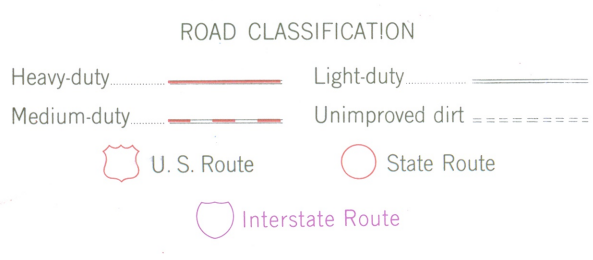 ROAD CLASSIFICATION
Heavy-duty Light-duty
Medium-duty Unimproved dirt
U. S. Route State Route
Interstate Route